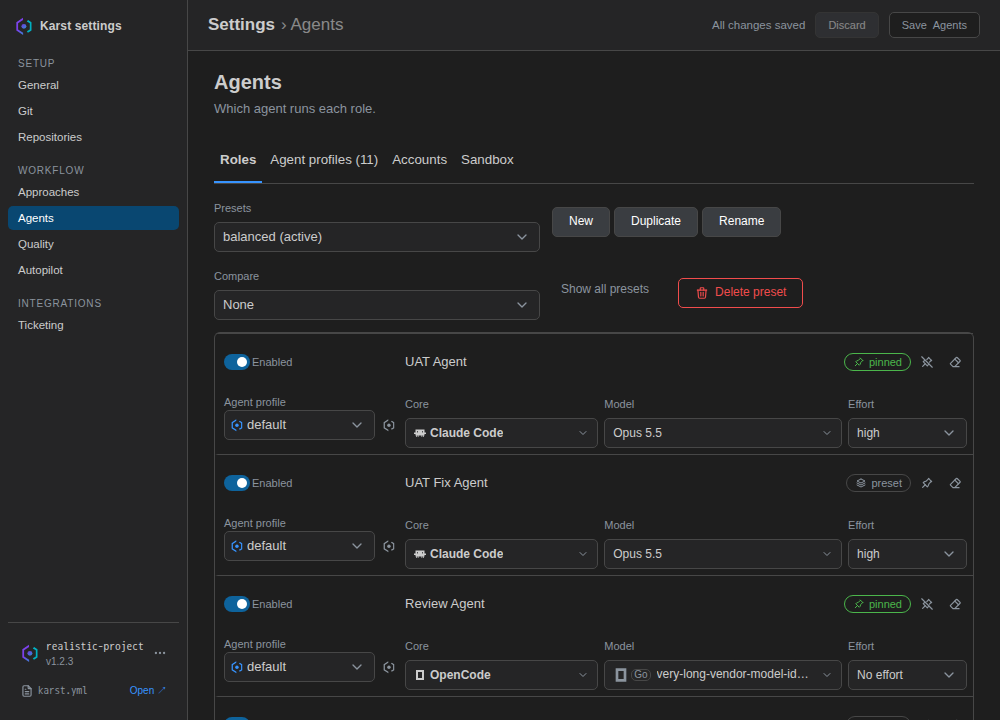 Karst settings
Settings › Agents
All changes saved
Discard
Save Agents
SETUP
General
Git
Repositories
WORKFLOW
Approaches
Agents
Quality
Autopilot
INTEGRATIONS
Ticketing
realistic-project
v1.2.3
karst.yml
Open ↗
Agents
Which agent runs each role.
Roles
Agent profiles (11)
Accounts
Sandbox
Presets
balanced (active)
New
Duplicate
Rename
Compare
None
Show all presets
Delete preset
Enabled
UAT Agent
pinned
Agent profile
Core
Model
Effort
default
Claude Code
Opus 5.5
high
Enabled
UAT Fix Agent
preset
Agent profile
Core
Model
Effort
default
Claude Code
Opus 5.5
high
Enabled
Review Agent
pinned
Agent profile
Core
Model
Effort
default
OpenCode
Go very-long-vendor-model-id…
No effort